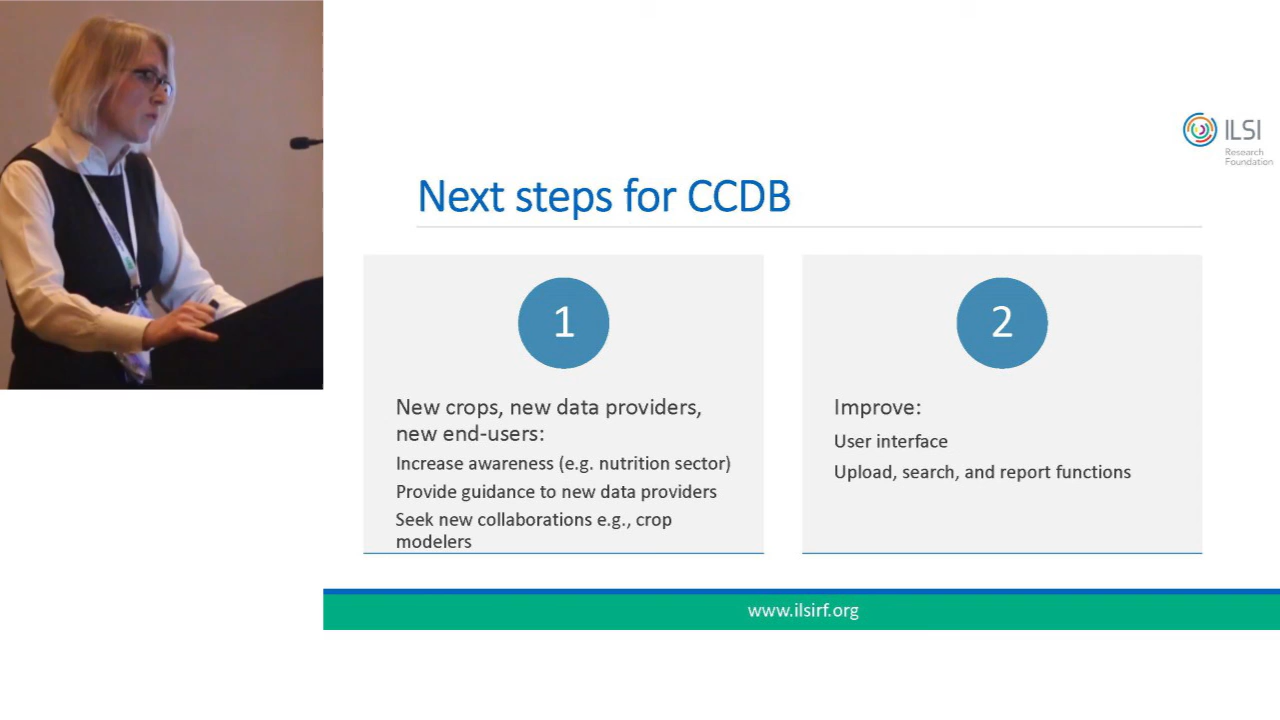 ILSI
Research
Foundation
Next steps for CCDB
1
New crops, new data providers,
new end-users:
Increase awareness (e.g. nutrition sector)
Provide guidance to new data providers
Seek new collaborations e.g., crop
modelers
2
Improve:
User interface
Upload, search, and report functions
www.ilsirf.org